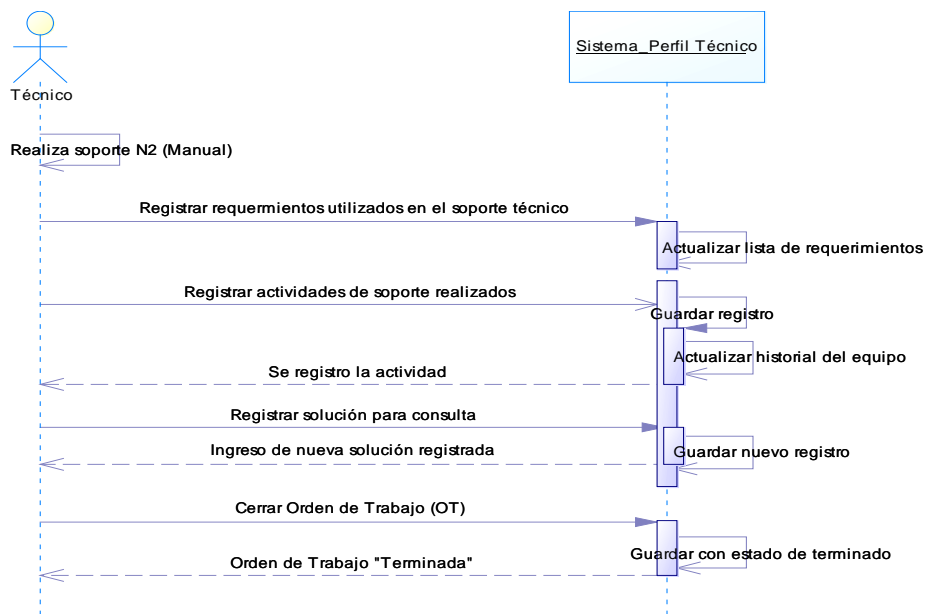 Sistema_Perfil Técnico
Técnico
Realiza soporte N2 (Manual)
Registrar requermientos utilizados en el soporte técnico
Actualizar lista de requerimientos
Registrar actividades de soporte realizados
Guardar registro
Actualizar historial del equipo
Se registro la actividad
Registrar solución para consulta
Ingreso de nueva solución registrada
Guardar nuevo registro
Cerrar Orden de Trabajo (OT)
Guardar con estado de terminado
Orden de Trabajo "Terminada"